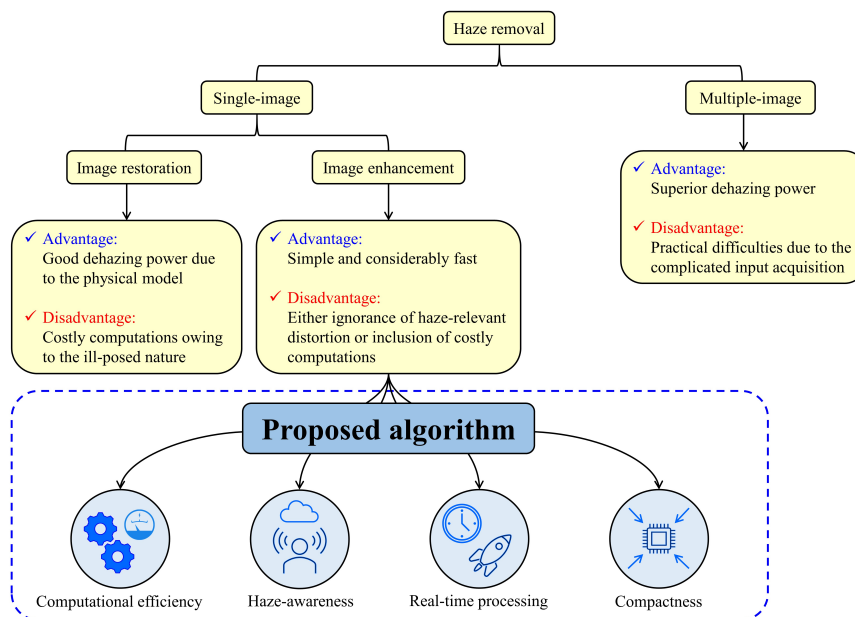 Haze removal
Single-image
Multiple-image
Image restoration
Image enhancement
✓ Advantage:
Good dehazing power due
to the physical model
✓ Disadvantage:
Costly computations owing
to the ill-posed nature
✓ Advantage:
Simple and considerably fast
✓ Disadvantage:
Either ignorance of haze-relevant
distortion or inclusion of costly
computations
✓ Advantage:
Superior dehazing power
✓ Disadvantage:
Practical difficulties due to the
complicated input acquisition
Proposed algorithm
Computational efficiency
Haze-awareness
Real-time processing
Compactness